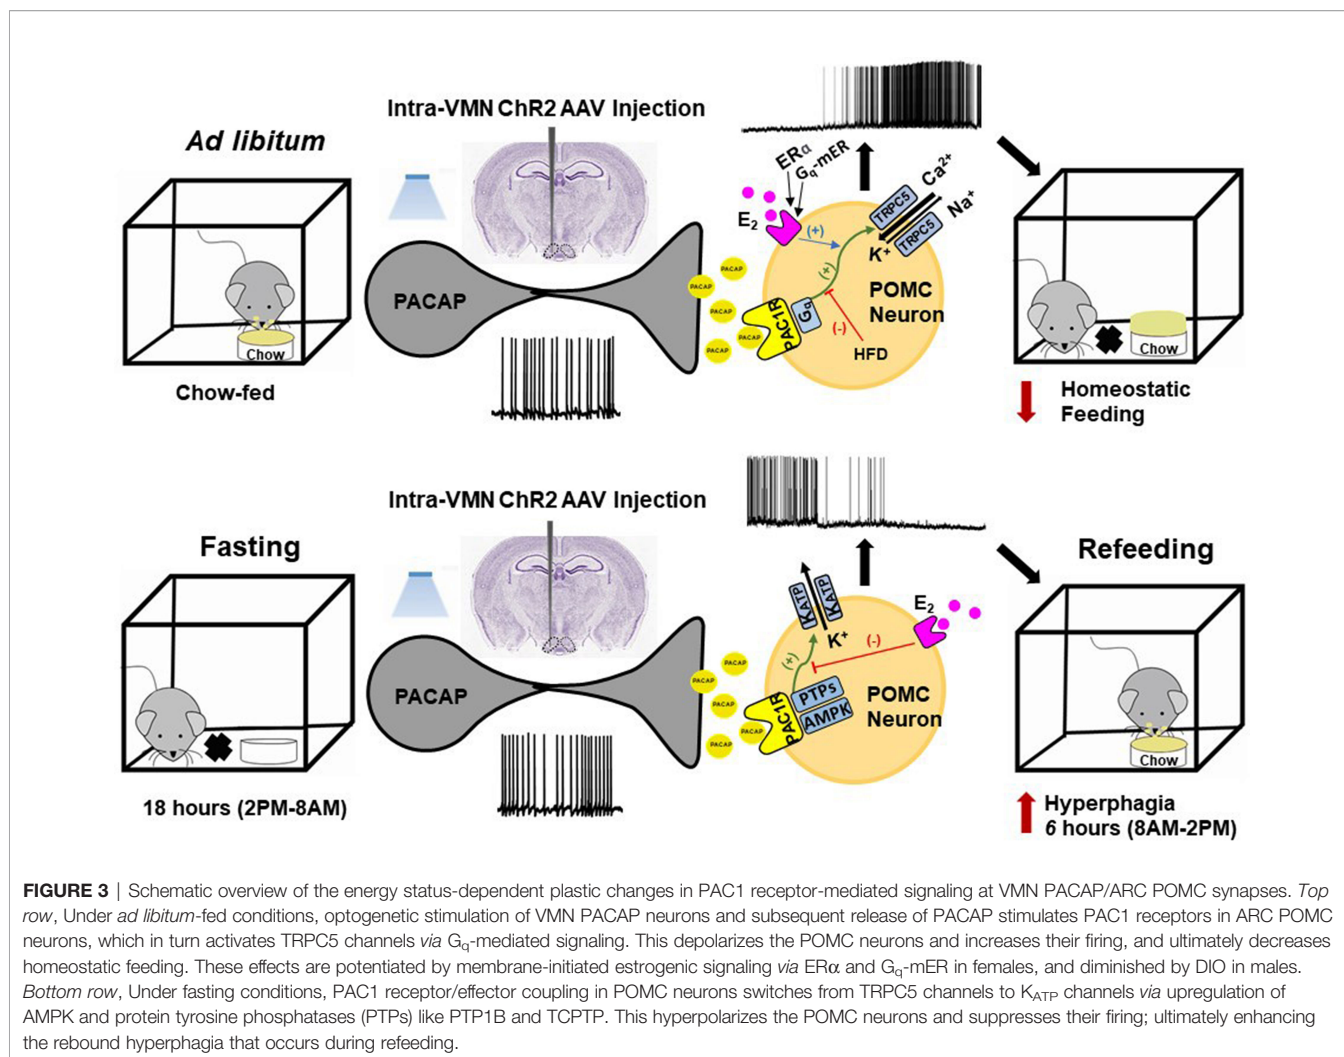 Intra-VMN ChR2 AAV Injection
Ad libitum
Chow
Chow-fed
PACAP
PACAP
PACAP
PACAP
PACAP
PACAP
ERα
Gq-mER
E2
(+)
TRPC5
TRPC5
Ca2+
Na+
K+
(+)
PAC1R
Gq
(-)
HFD
POMC
Neuron
Chow
Homeostatic
Feeding
Intra-VMN ChR2 AAV Injection
Fasting
18 hours (2PM-8AM)
PACAP
PACAP
PACAP
PACAP
PACAP
PACAP
KATP
KATP
K+
(+)
(-)
E2
PAC1R
PTPs
AMPK
POMC
Neuron
Refeeding
Chow
Hyperphagia
6 hours (8AM-2PM)
FIGURE 3 | Schematic overview of the energy status-dependent plastic changes in PAC1 receptor-mediated signaling at VMN PACAP/ARC POMC synapses. Top
row, Under ad libitum-fed conditions, optogenetic stimulation of VMN PACAP neurons and subsequent release of PACAP stimulates PAC1 receptors in ARC POMC
neurons, which in turn activates TRPC5 channels via Gq-mediated signaling. This depolarizes the POMC neurons and increases their firing, and ultimately decreases
homeostatic feeding. These effects are potentiated by membrane-initiated estrogenic signaling via ERα and Gq-mER in females, and diminished by DIO in males.
Bottom row, Under fasting conditions, PAC1 receptor/effector coupling in POMC neurons switches from TRPC5 channels to KATP channels via upregulation of
AMPK and protein tyrosine phosphatases (PTPs) like PTP1B and TCPTP. This hyperpolarizes the POMC neurons and suppresses their firing; ultimately enhancing
the rebound hyperphagia that occurs during refeeding.